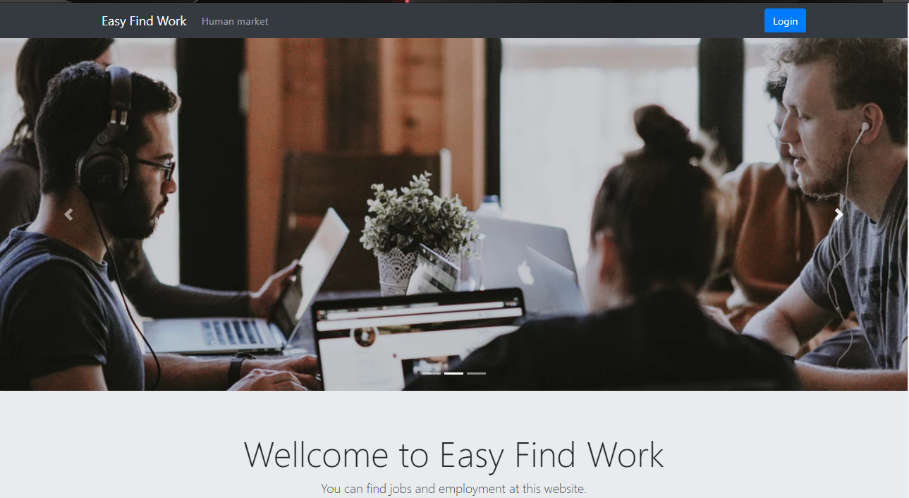 Easy Find Work Human market Login
Wellcome to Easy Find Work
You can find jobs and employment at this website.